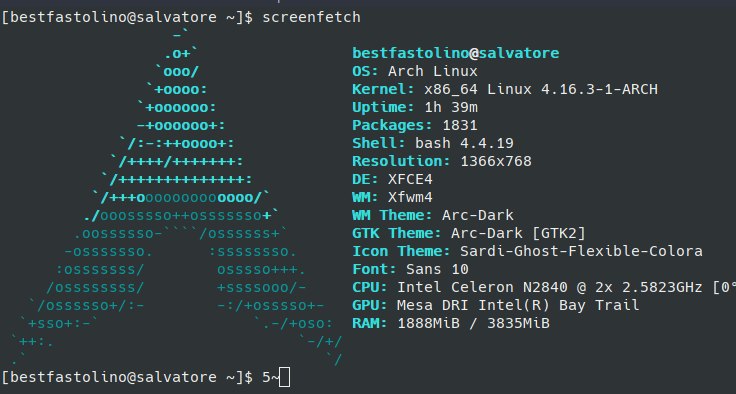 [bestfastolino@salvatore ~]$ screenfetch
                   -`
                  .o+`                 bestfastolino@salvatore
                 `ooo/                 OS: Arch Linux
                `+oooo:                Kernel: x86_64 Linux 4.16.3-1-ARCH
               `+oooooo:               Uptime: 1h 39m
               -+oooooo+:              Packages: 1831
             `/:-:++oooo+:             Shell: bash 4.4.19
            `/++++/+++++++:            Resolution: 1366x768
           `/++++++++++++++:           DE: XFCE4
          `/+++ooooooooooooo/`         WM: Xfwm4
         ./ooosssso++osssssso+`        WM Theme: Arc-Dark
        .oossssso-````/ossssss+`       GTK Theme: Arc-Dark [GTK2]
       -osssssso.      :ssssssso.      Icon Theme: Sardi-Ghost-Flexible-Colora
      :osssssss/        osssso+++.     Font: Sans 10
     /ossssssss/        +ssssooo/-     CPU: Intel Celeron N2840 @ 2x 2.5823GHz [0°
   `/ossssso+/:-        -:/+osssso+-   GPU: Mesa DRI Intel(R) Bay Trail
  `+sso+:-`                 `.-/+oso:  RAM: 1888MiB / 3835MiB
 `++:.                           `-/+/
 .`                                 `/
[bestfastolino@salvatore ~]$ 5~